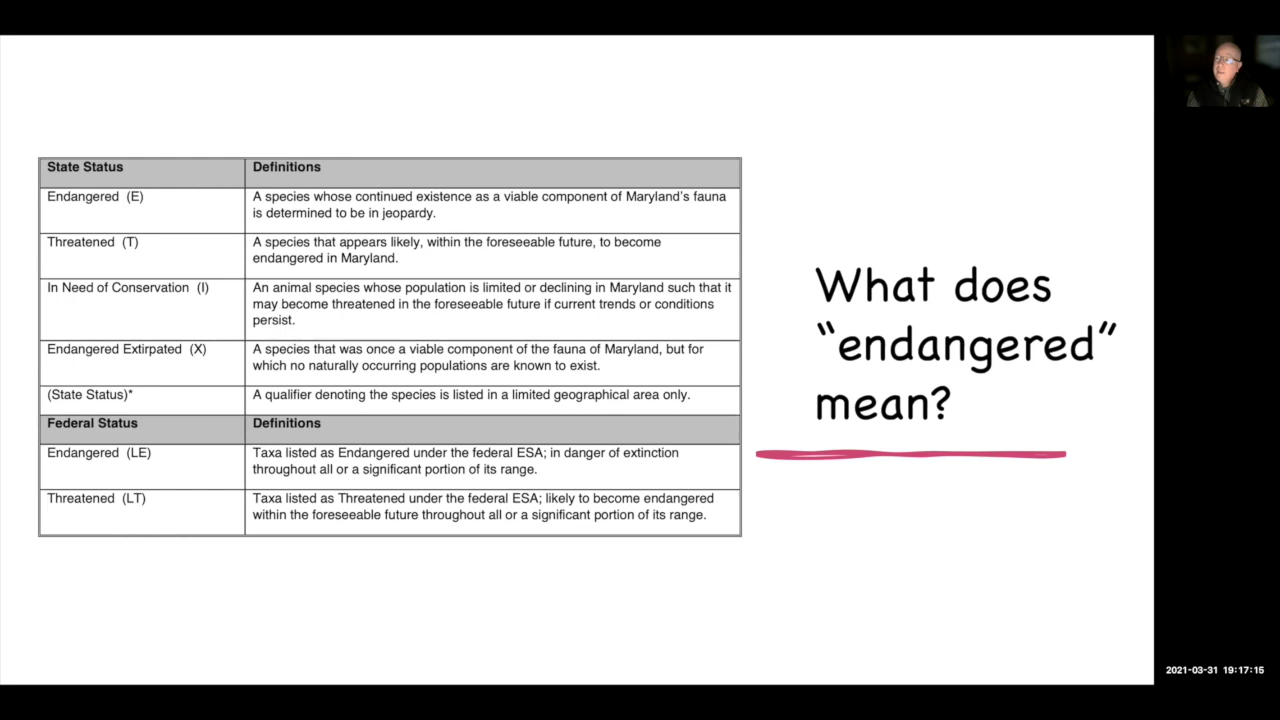 State Status Definitions
Endangered (E) A species whose continued existence as a viable component of Maryland's fauna
is determined to be in jeopardy.
Threatened (T) A species that appears likely, within the foreseeable future, to become
endangered in Maryland.
In Need of Conservation (I) An animal species whose population is limited or declining in Maryland such that it
may become threatened in the foreseeable future if current trends or conditions
persist.
Endangered Extirpated (X) A species that was once a viable component of the fauna of Maryland, but for
which no naturally occurring populations are known to exist.
(State Status)* A qualifier denoting the species is listed in a limited geographical area only.
Federal Status Definitions
Endangered (LE) Taxa listed as Endangered under the federal ESA; in danger of extinction
throughout all or a significant portion of its range.
Threatened (LT) Taxa listed as Threatened under the federal ESA; likely to become endangered
within the foreseeable future throughout all or a significant portion of its range.
What does
“endangered”
mean?
2021-03-31 19:17:15